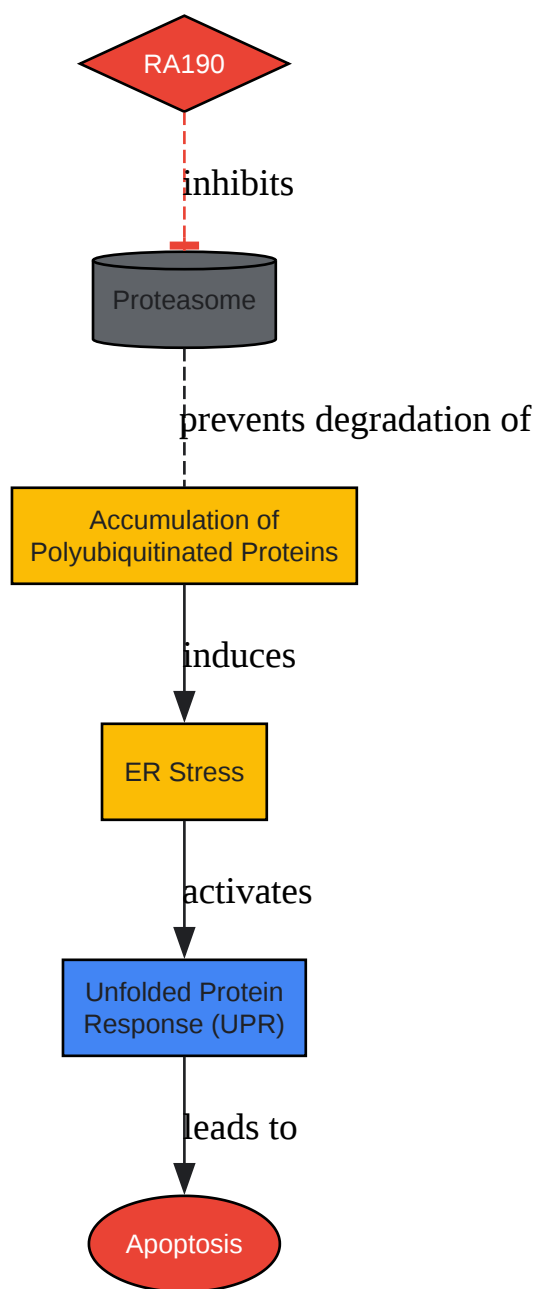 RA190
inhibits
Proteasome
prevents degradation of
Accumulation of
Polyubiquitinated Proteins
induces
ER Stress
activates
Unfolded Protein
Response (UPR)
leads to
Apoptosis